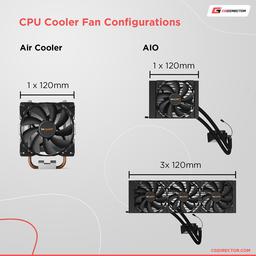 CGDIRECTOR
CPU Cooler Fan Configurations
Air Cooler
AIO
1 x 120mm
1 x 120mm
3x 120mm
CGDIRECTOR.COM